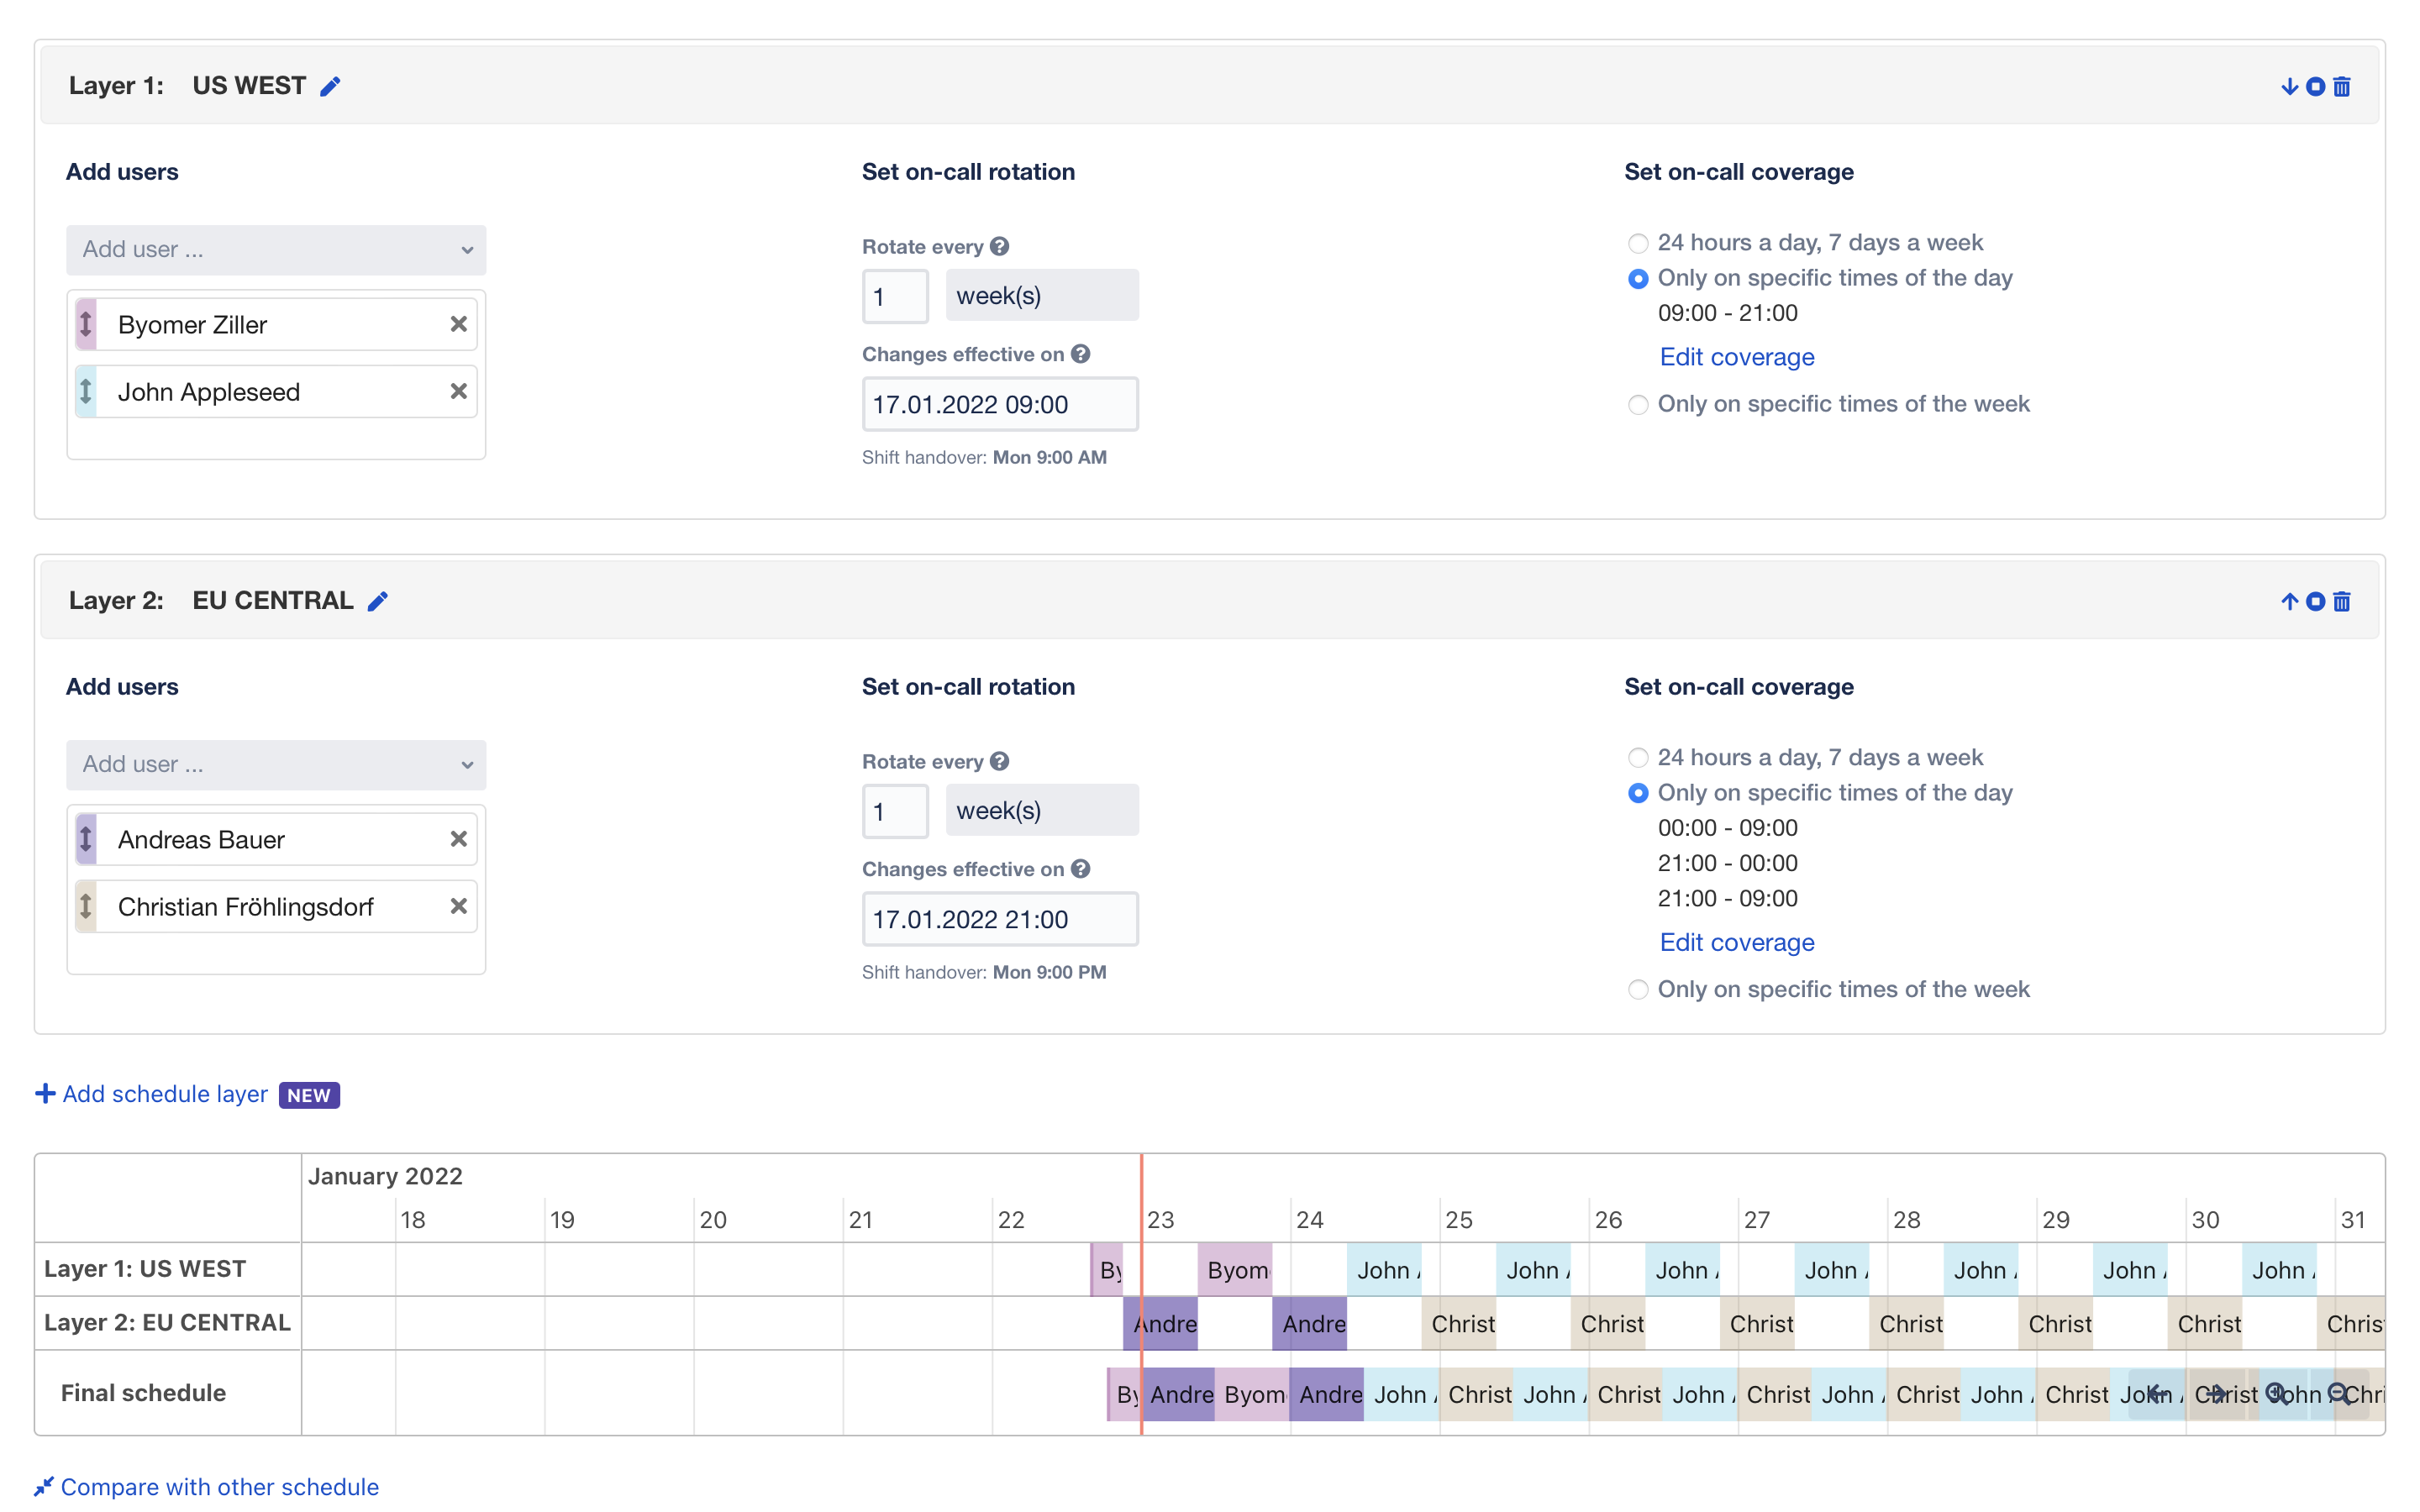 Layer 1: US WEST
Add users
Set on-call rotation
Set on-call coverage
Add user ...
Byomer Ziller
John Appleseed
Rotate every
1 week(s)
Changes effective on
17.01.2022 09:00
Shift handover: Mon 9:00 AM
24 hours a day, 7 days a week
Only on specific times of the day
09:00 - 21:00
Edit coverage
Only on specific times of the week
Layer 2: EU CENTRAL
Add users
Set on-call rotation
Set on-call coverage
Add user ...
Andreas Bauer
Christian Fröhlingsdorf
Rotate every
1 week(s)
Changes effective on
17.01.2022 21:00
Shift handover: Mon 9:00 PM
24 hours a day, 7 days a week
Only on specific times of the day
00:00 - 09:00
21:00 - 00:00
21:00 - 09:00
Edit coverage
Only on specific times of the week
Add schedule layer NEW
January 2022
18 19 20 21 22 23 24 25 26 27 28 29 30 31
Layer 1: US WEST By Byom John John John John John John John
Layer 2: EU CENTRAL Andre Andre Christ Christ Christ Christ Christ Christ Chris
Final schedule By Andre Byom Andre John Christ John Christ John Christ John Christ John Christ John Christ John Chri
Compare with other schedule